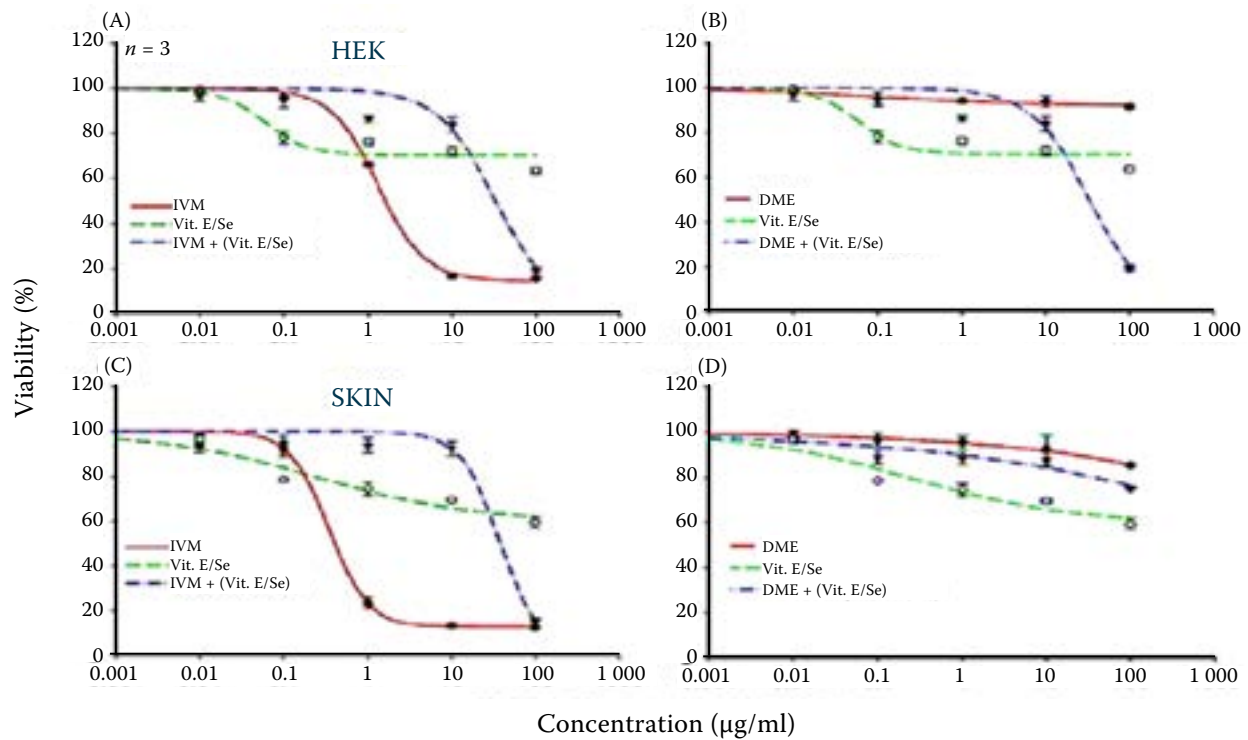 (A)
120
n = 3
HEK
100
80
60
40
20
0
IVM
Vit. E/Se
IVM + (Vit. E/Se)
0.001 0.01 0.1 1 10 100 1 000
(B)
120
100
80
60
40
20
0
DME
Vit. E/Se
DME + (Vit. E/Se)
0.001 0.01 0.1 1 10 100 1 000
Viability (%)
(C)
120
SKIN
100
80
60
40
20
0
IVM
Vit. E/Se
IVM + (Vit. E/Se)
0.001 0.01 0.1 1 10 100 1 000
(D)
120
100
80
60
40
20
0
DME
Vit. E/Se
DME + (Vit. E/Se)
0.001 0.01 0.1 1 10 100 1 000
Concentration (µg/ml)